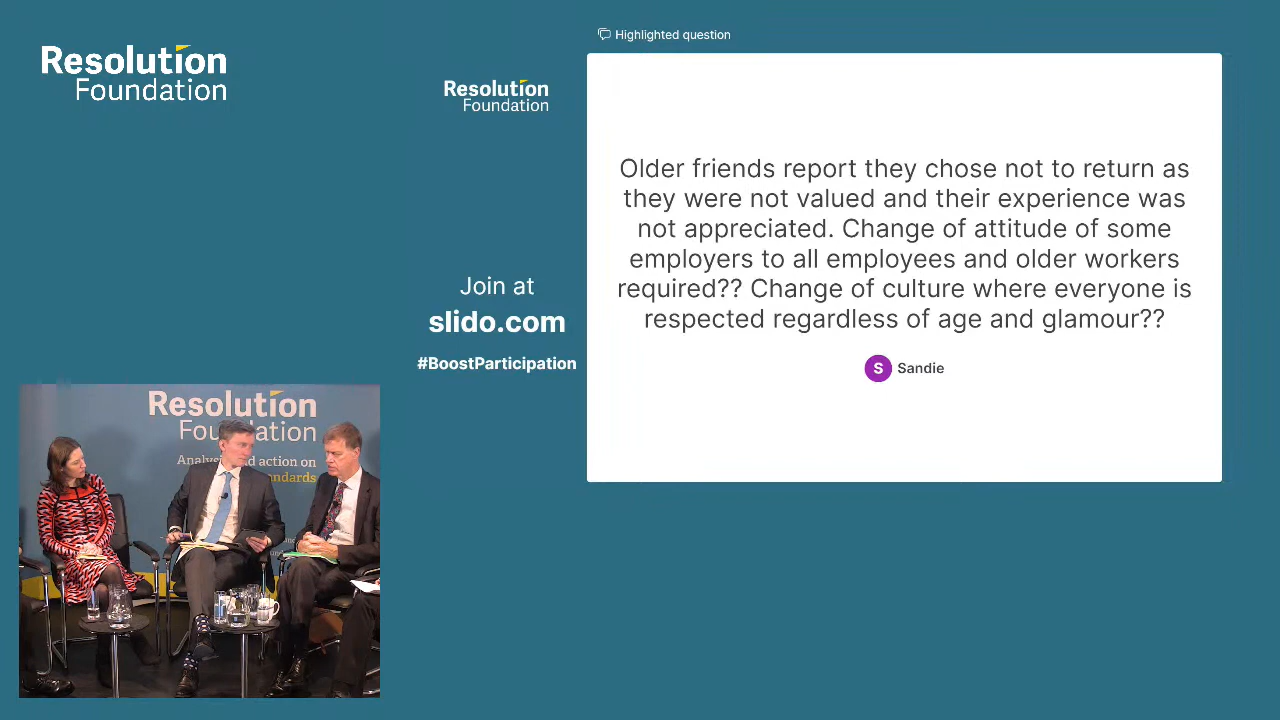 Resolution
Foundation
Highlighted question
Resolution
Foundation
Older friends report they chose not to return as
they were not valued and their experience was
not appreciated. Change of attitude of some
employers to all employees and older workers
required?? Change of culture where everyone is
respected regardless of age and glamour??
S Sandie
Join at
slido.com
#BoostParticipation
Resolution
Foundation
and action on